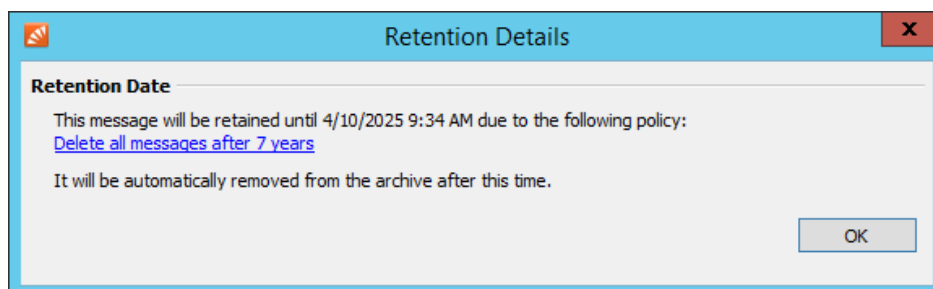 Retention Details
x
Retention Date
This message will be retained until 4/10/2025 9:34 AM due to the following policy:
Delete all messages after 7 years
It will be automatically removed from the archive after this time.
OK